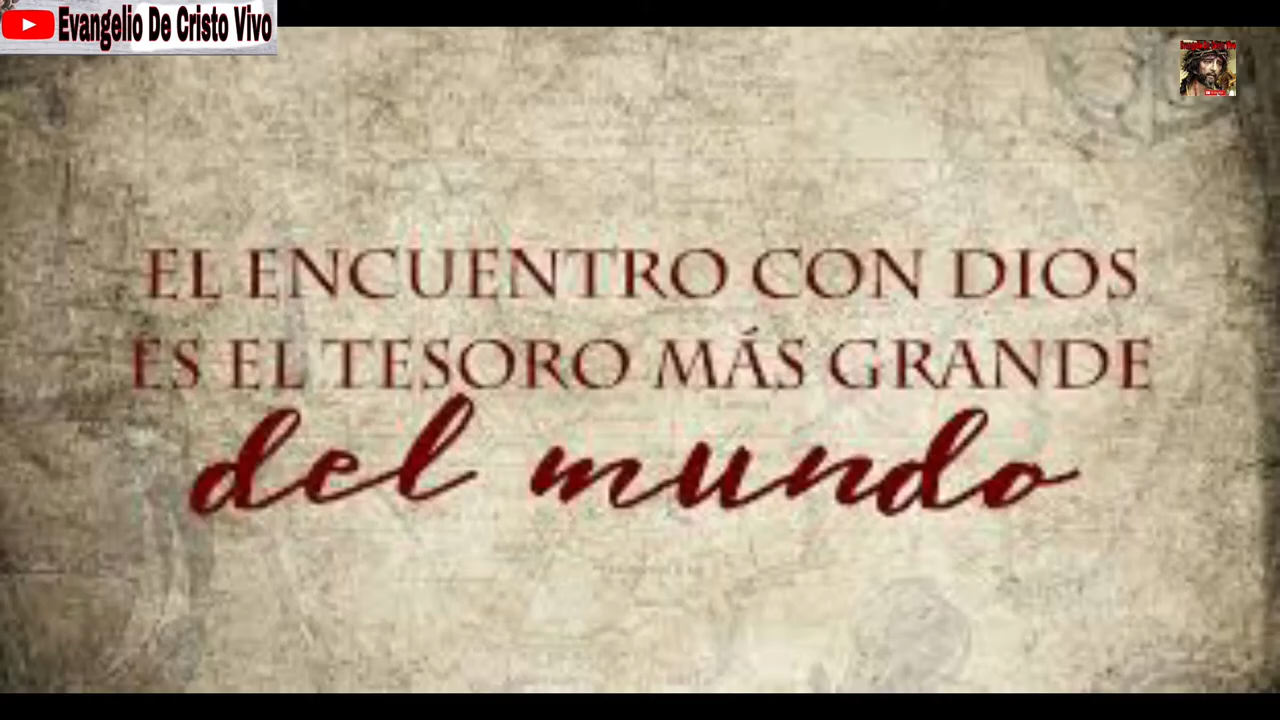 Evangelio De Cristo Vivo
EL ENCUENTRO CON DIOS
ES EL TESORO MÁS GRANDE
del mundo